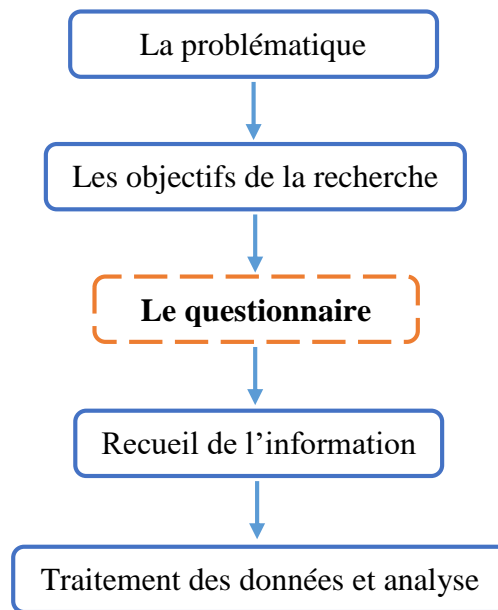 La problématique
Les objectifs de la recherche
Le questionnaire
Recueil de l’information
Traitement des données et analyse